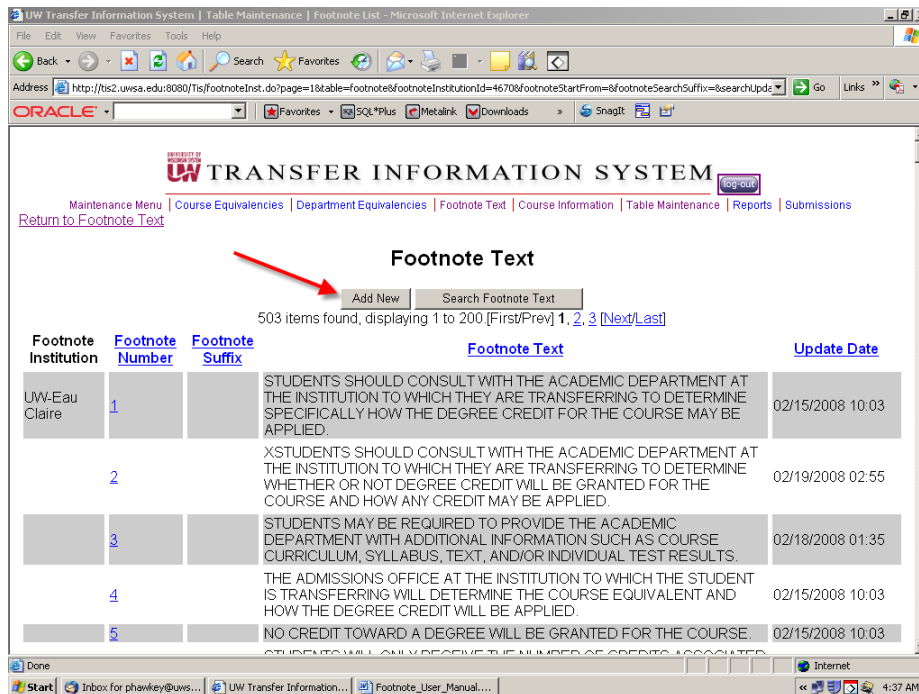 UW Transfer Information System | Table Maintenance | Footnote List - Microsoft Internet Explorer
File Edit View Favorites Tools Help
Back Search Favorites
Address http://tis2.uwsa.edu:8080/Tis/footnoteInst.do?page=1&table=footnote&footnoteInstitutionId=4670&footnoteStartFrom=&footnoteSearchSuffix=&searchUpda Go Links »
ORACLE Favorites SQL*Plus Metalink Downloads » SnagIt
UNIVERSITY OF WISCONSIN SYSTEM
UW TRANSFER INFORMATION SYSTEM log-out
Maintenance Menu | Course Equivalencies | Department Equivalencies | Footnote Text | Course Information | Table Maintenance | Reports | Submissions
Return to Footnote Text
Footnote Text
Add New Search Footnote Text
503 items found, displaying 1 to 200.[First/Prev] 1, 2, 3 [Next/Last]
Footnote Institution Footnote Number Footnote Suffix Footnote Text Update Date
UW-Eau Claire 1 STUDENTS SHOULD CONSULT WITH THE ACADEMIC DEPARTMENT AT
THE INSTITUTION TO WHICH THEY ARE TRANSFERRING TO DETERMINE
SPECIFICALLY HOW THE DEGREE CREDIT FOR THE COURSE MAY BE
APPLIED. 02/15/2008 10:03
2 XSTUDENTS SHOULD CONSULT WITH THE ACADEMIC DEPARTMENT AT
THE INSTITUTION TO WHICH THEY ARE TRANSFERRING TO DETERMINE
WHETHER OR NOT DEGREE CREDIT WILL BE GRANTED FOR THE
COURSE AND HOW ANY CREDIT MAY BE APPLIED. 02/19/2008 02:55
3 STUDENTS MAY BE REQUIRED TO PROVIDE THE ACADEMIC
DEPARTMENT WITH ADDITIONAL INFORMATION SUCH AS COURSE
CURRICULUM, SYLLABUS, TEXT, AND/OR INDIVIDUAL TEST RESULTS. 02/18/2008 01:35
4 THE ADMISSIONS OFFICE AT THE INSTITUTION TO WHICH THE STUDENT
IS TRANSFERRING WILL DETERMINE THE COURSE EQUIVALENT AND
HOW THE DEGREE CREDIT WILL BE APPLIED. 02/15/2008 10:03
5 NO CREDIT TOWARD A DEGREE WILL BE GRANTED FOR THE COURSE. 02/15/2008 10:03
STUDENTS WILL ONLY RECEIVE THE NUMBER OF CREDITS ASSOCIATED
Done Internet
Start Inbox for phawkey@uws... UW Transfer Information... Footnote_User_Manual.... « 4:37 AM